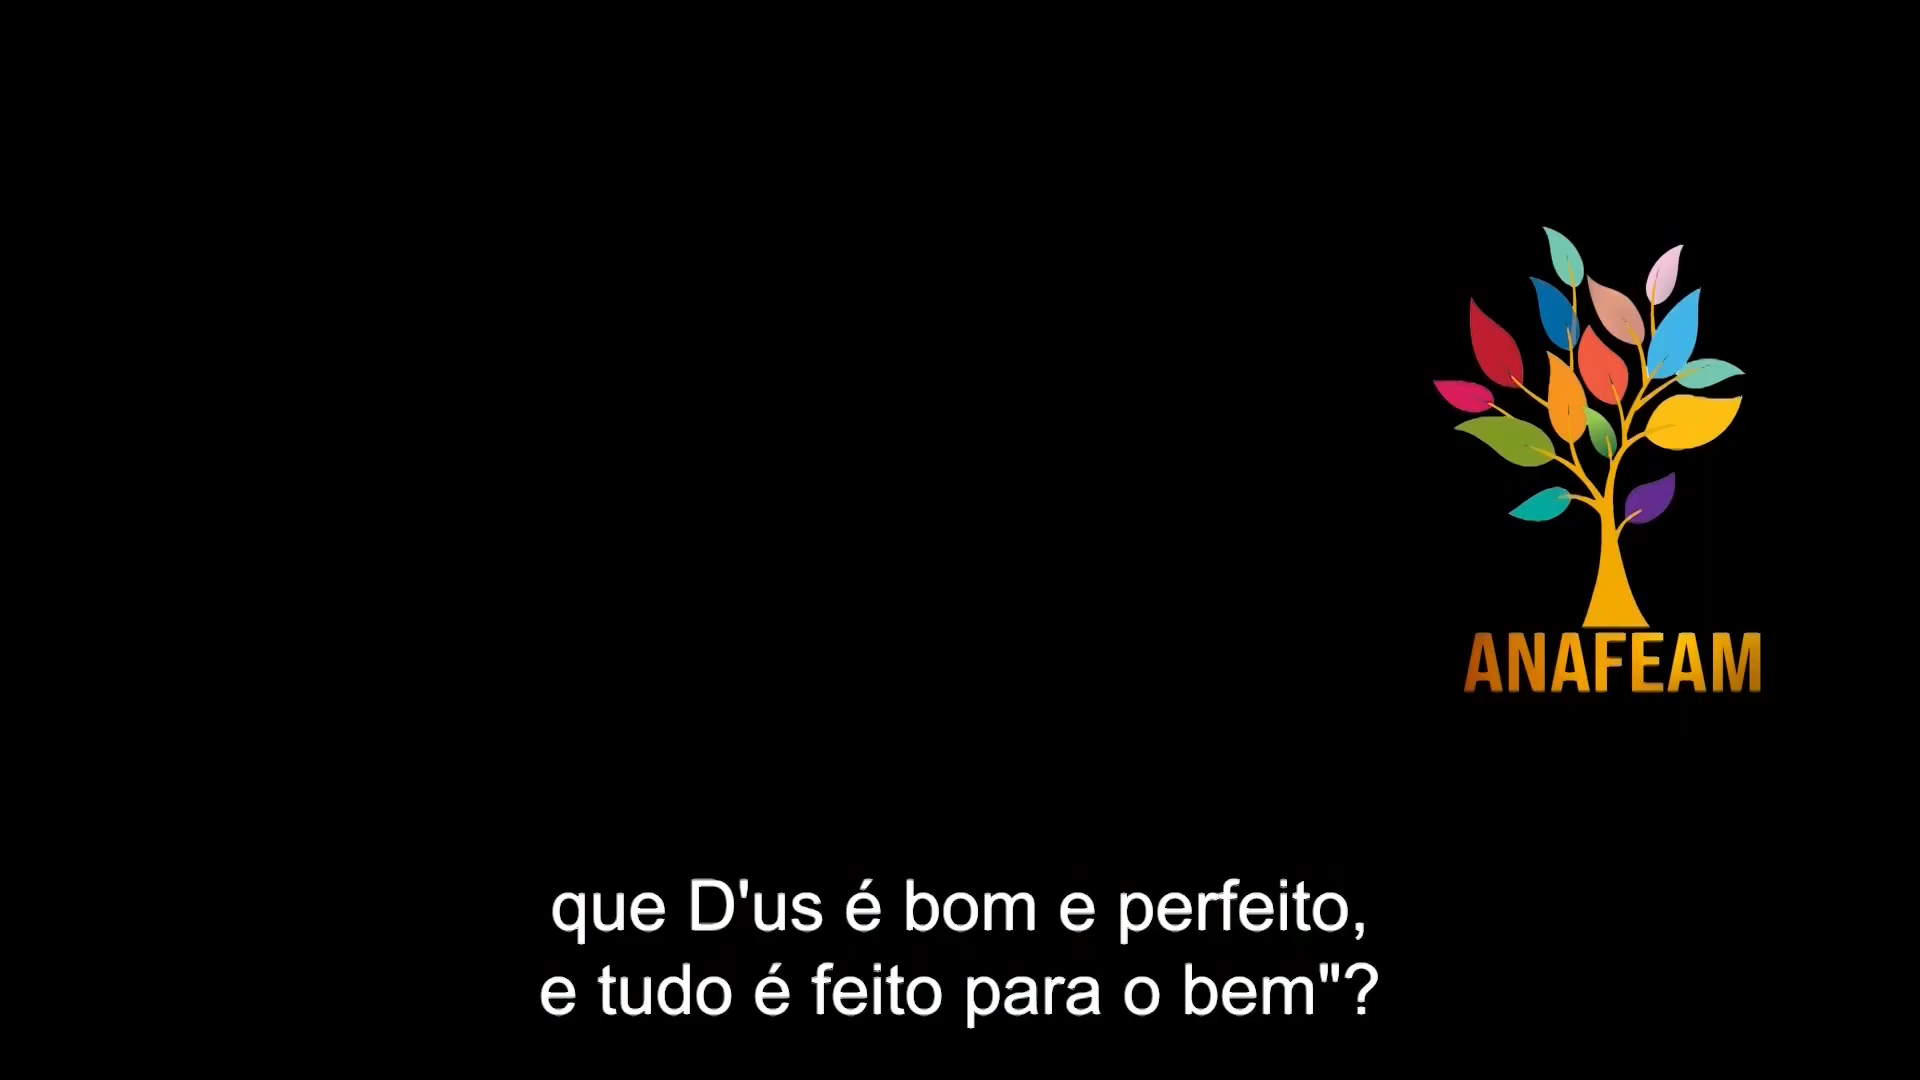 ANAFEAM
que D'us é bom e perfeito,
e tudo é feito para o bem"?